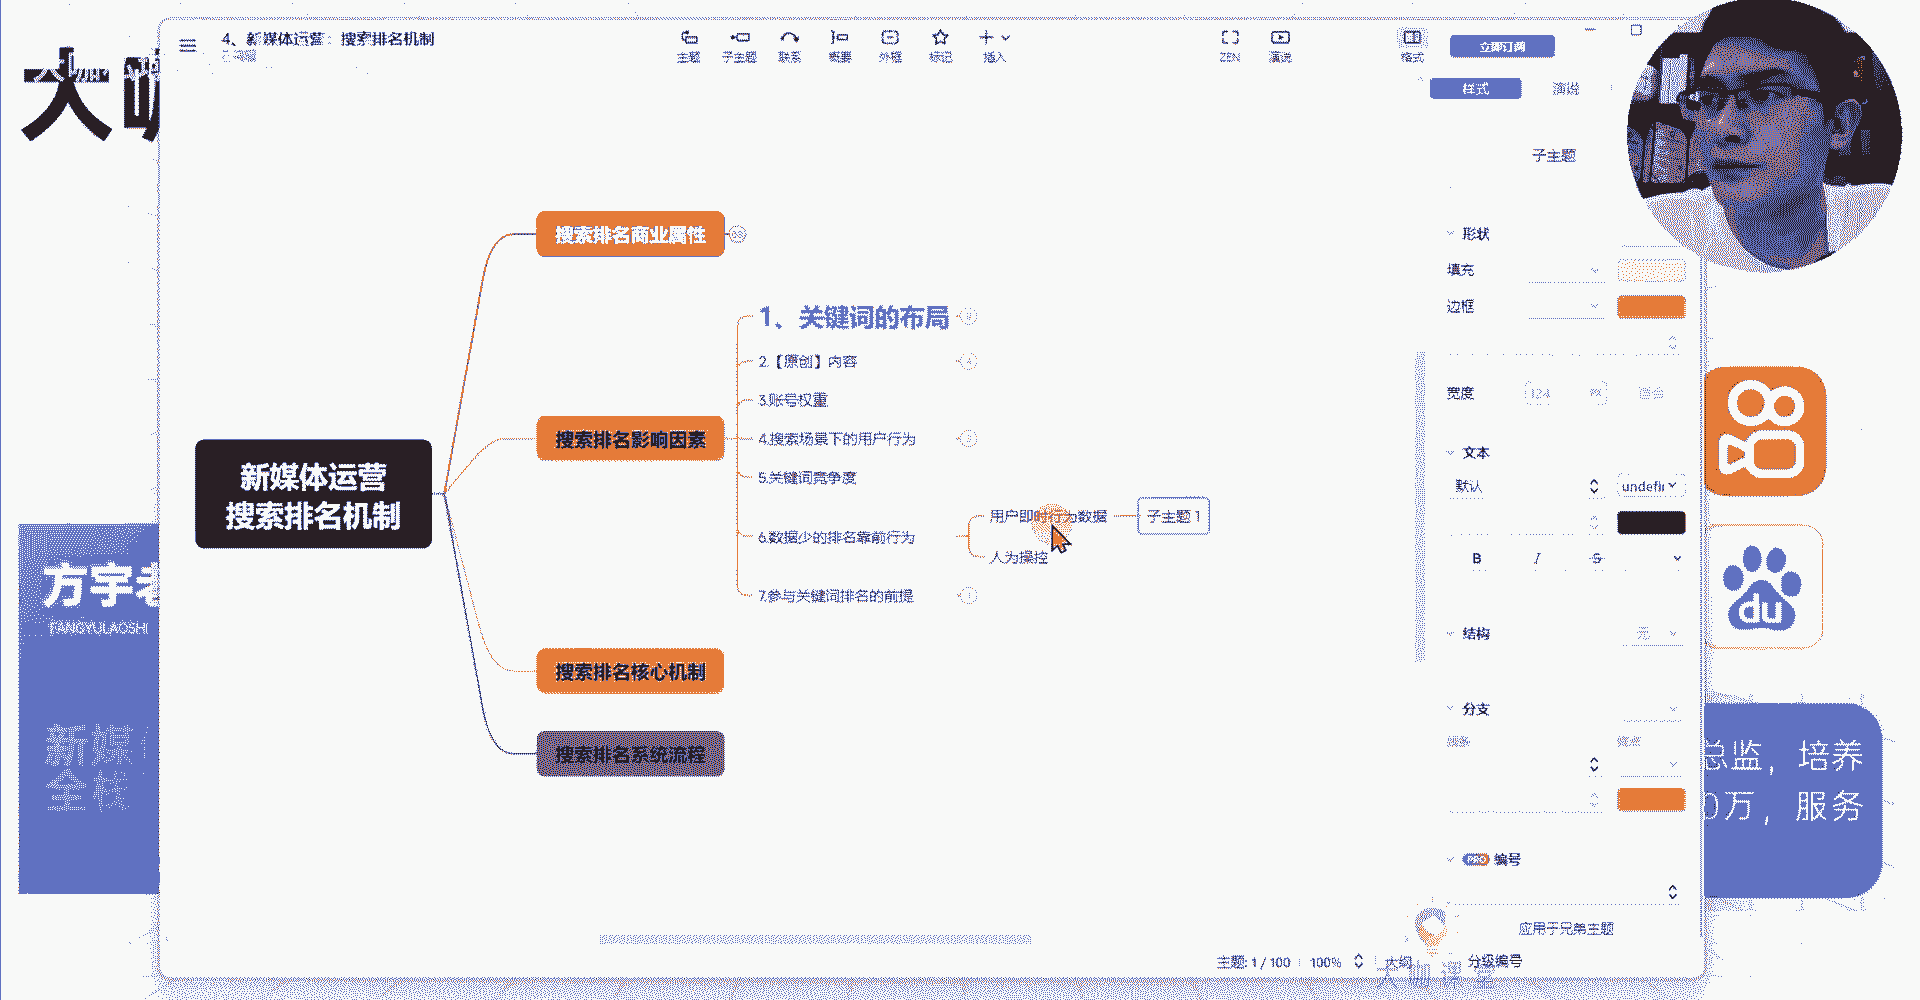 4、新媒体运营：搜索排名机制
主题
子主题
联系
概要
外框
标记
插入
ZEN
演说
格式
立即订阅
样式
演说
大咖
子主题
搜索排名商业属性
形状
填充
边框
1、关键词的布局
2.【原创】内容
3.账号权重
4.搜索场景下的用户行为
5.关键词竞争度
6.数据少的排名靠前行为
7.参与关键词排名的前提
用户即时行为数据
子主题 1
人为操控
搜索排名影响因素
新媒体运营
搜索排名机制
搜索排名核心机制
搜索排名系统流程
宽度
124
文本
默认
undefi
B
I
S
结构
无
分支
PRO 编号
应用于兄弟主题
分级编号
主题: 1 / 100
100%
大纲
大咖课堂
方宇老
FANGYULAOSHI
新媒
全栈
du
总监，培养
0万，服务